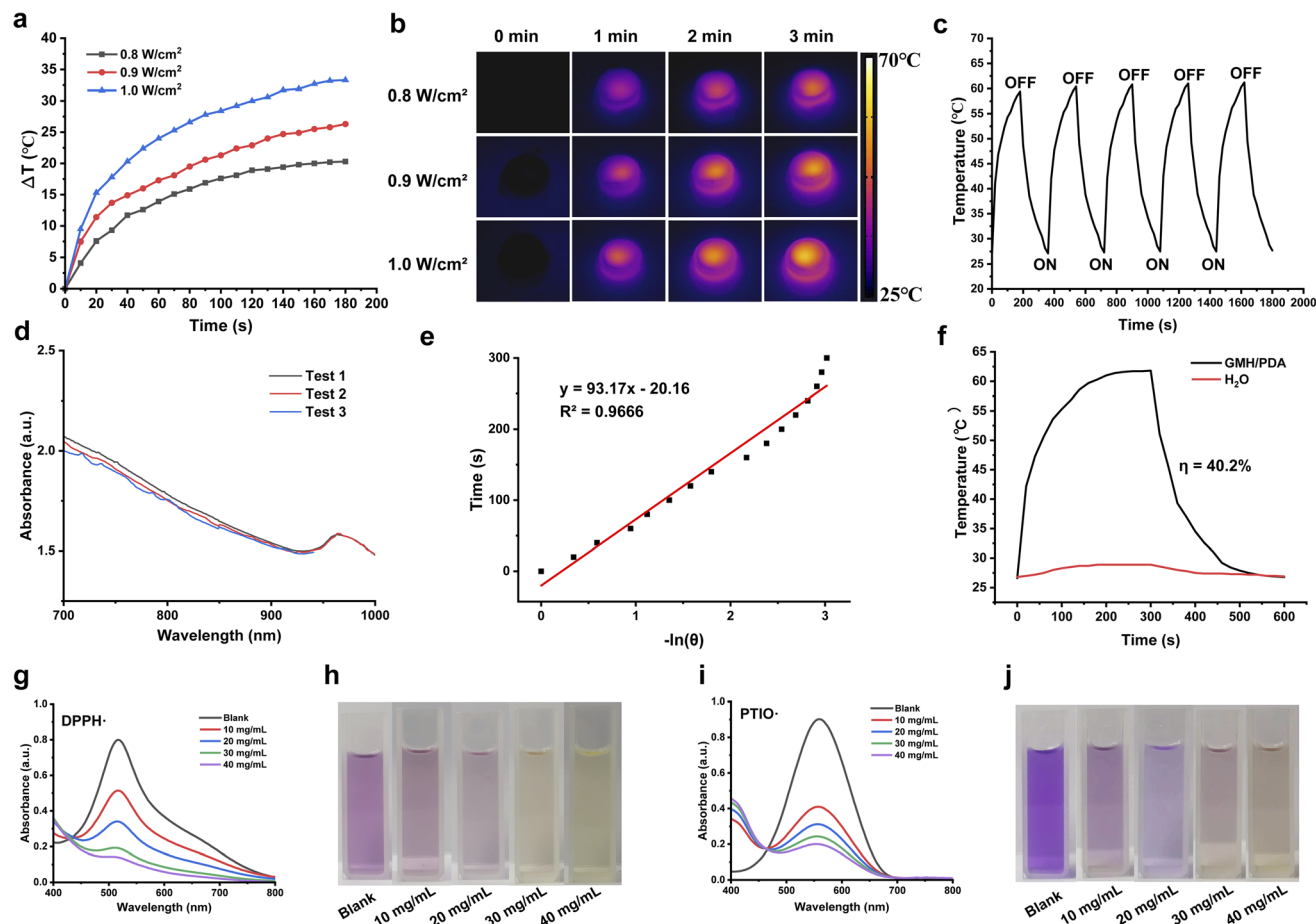 a
40
35
30
25
20
15
10
5
0
0 20 40 60 80 100 120 140 160 180 200
ΔT (℃)
Time (s)
0.8 W/cm²
0.9 W/cm²
1.0 W/cm²
b
0 min 1 min 2 min 3 min
0.8 W/cm²
0.9 W/cm²
1.0 W/cm²
70℃
25℃
c
70
65
60
55
50
45
40
35
30
25
20
0 200 400 600 800 1000 1200 1400 1600 1800 2000
Temperature (℃)
Time (s)
OFF OFF OFF OFF OFF
ON ON ON ON
d
2.5
2.0
1.5
700 800 900 1000
Absorbance (a.u.)
Wavelength (nm)
Test 1
Test 2
Test 3
e
300
200
100
0
0 1 2 3
Time (s)
-ln(θ)
y = 93.17x - 20.16
R² = 0.9666
f
65
60
55
50
45
40
35
30
25
0 100 200 300 400 500 600
Temperature (℃)
Time (s)
GMH/PDA
H₂O
η = 40.2%
g
1.0
0.8
0.6
0.4
0.2
0.0
400 500 600 700 800
Absorbance (a.u.)
Wavelength (nm)
DPPH·
Blank
10 mg/mL
20 mg/mL
30 mg/mL
40 mg/mL
h
Blank 10 mg/mL 20 mg/mL 30 mg/mL 40 mg/mL
i
1.0
0.8
0.6
0.4
0.2
0.0
400 500 600 700 800
Absorbance (a.u.)
Wavelength (nm)
PTIO·
Blank
10 mg/mL
20 mg/mL
30 mg/mL
40 mg/mL
j
Blank 10 mg/mL 20 mg/mL 30 mg/mL 40 mg/mL